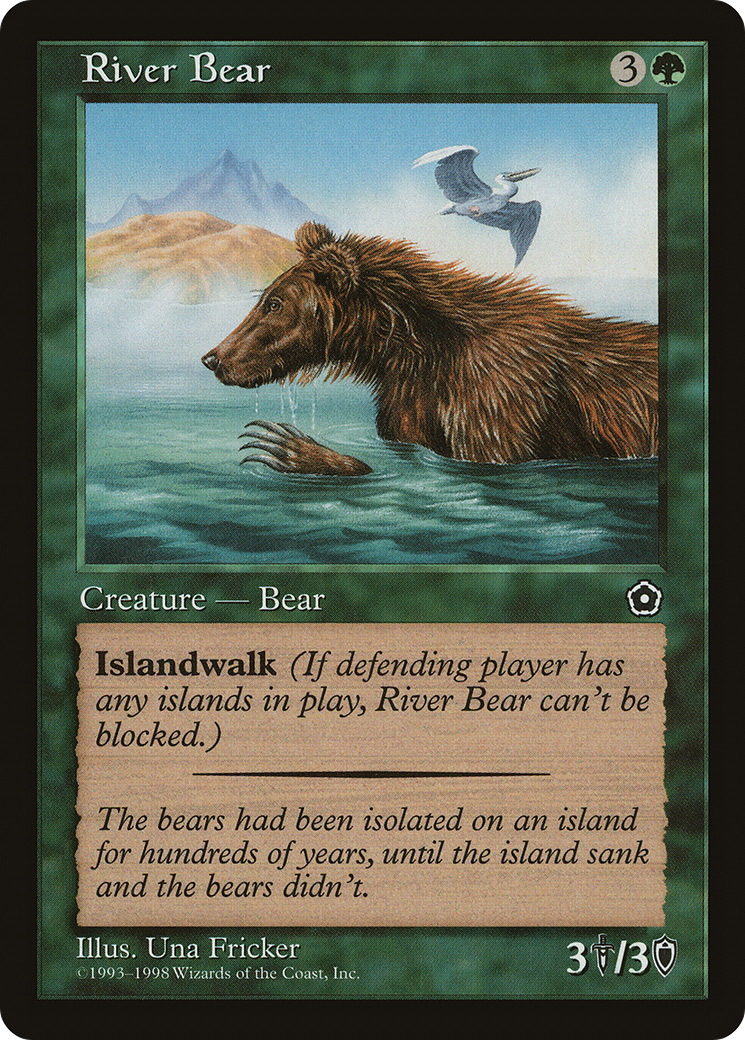 River Bear 3
Creature — Bear
Islandwalk (If defending player has
any islands in play, River Bear can't be
blocked.)
The bears had been isolated on an island
for hundreds of years, until the island sank
and the bears didn't.
Illus. Una Fricker
©1993–1998 Wizards of the Coast, Inc.
3/3